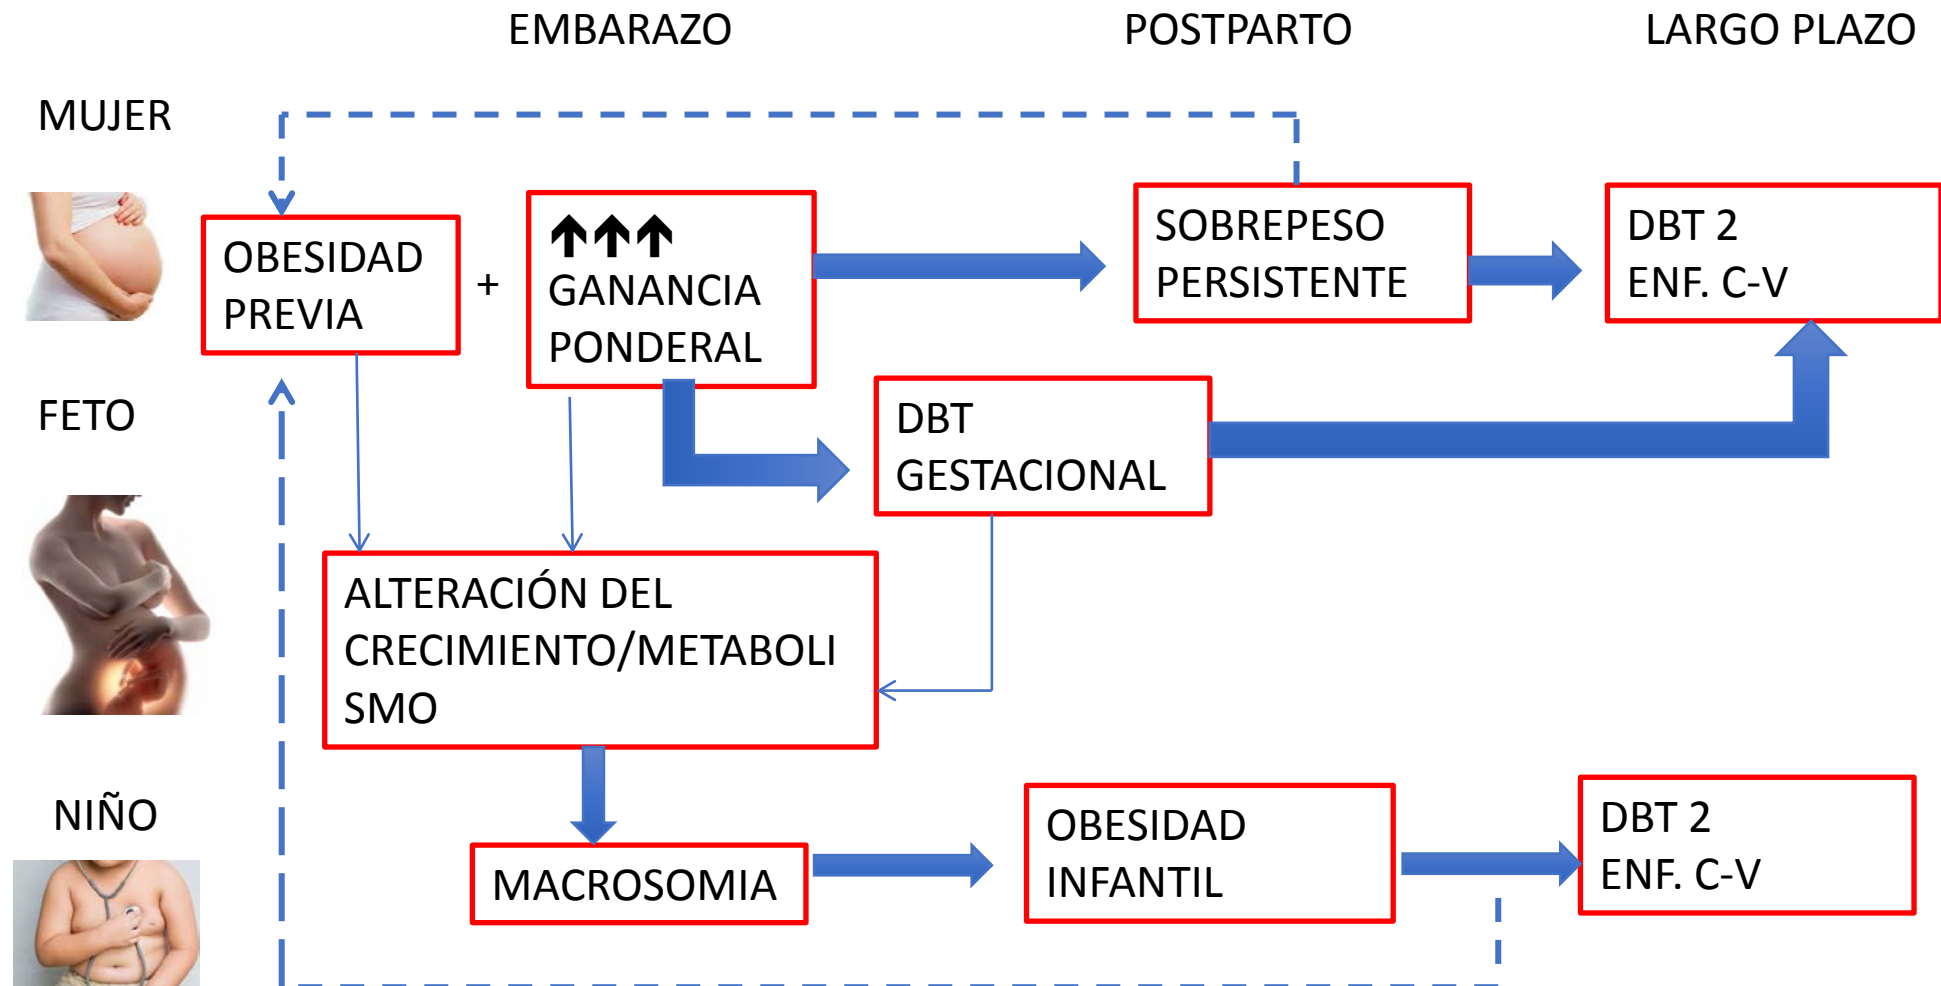 EMBARAZO
POSTPARTO
LARGO PLAZO
MUJER
OBESIDAD
PREVIA
+
GANANCIA
PONDERAL
SOBREPESO
PERSISTENTE
DBT 2
ENF. C-V
FETO
DBT
GESTACIONAL
ALTERACIÓN DEL
CRECIMIENTO/METABOLI
SMO
NIÑO
MACROSOMIA
OBESIDAD
INFANTIL
DBT 2
ENF. C-V